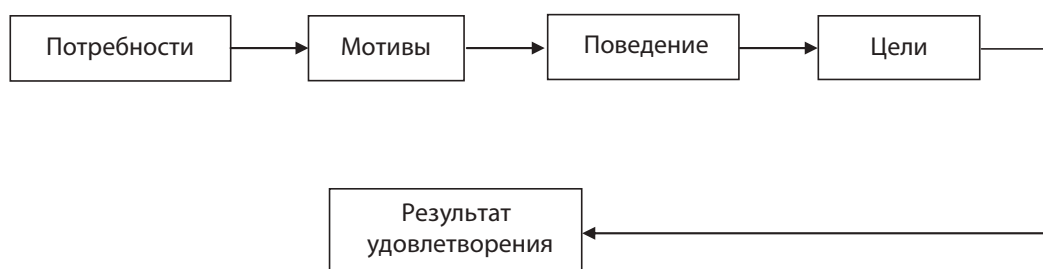 Потребности
Мотивы
Поведение
Цели
Результат
удовлетворения